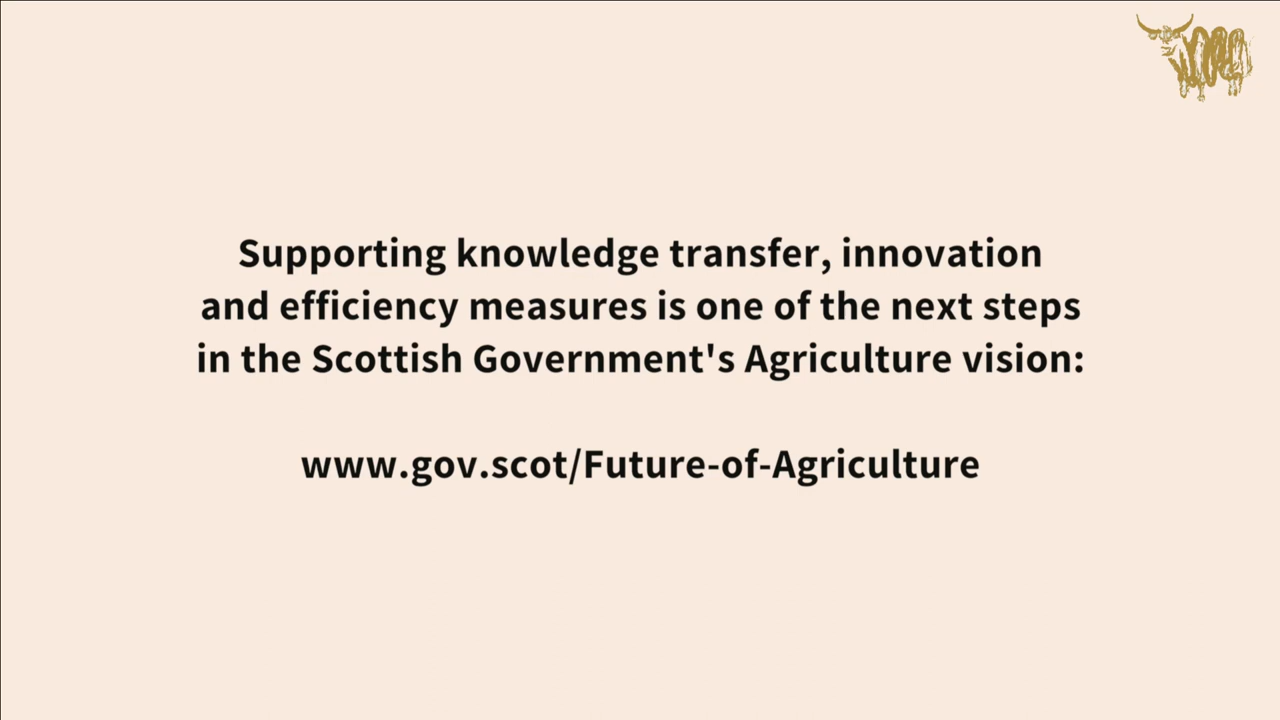 Supporting knowledge transfer, innovation
and efficiency measures is one of the next steps
in the Scottish Government's Agriculture vision:
www.gov.scot/Future-of-Agriculture